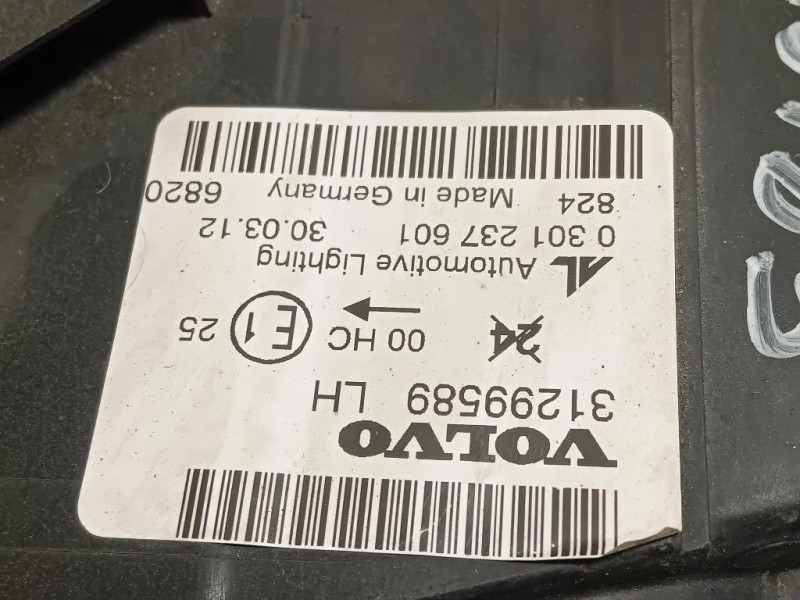 VOLVO
31299589 LH
24 00 HC E1 25
AL Automotive Lighting
0 301 237 601 30.03.12
824 Made in Germany 6820